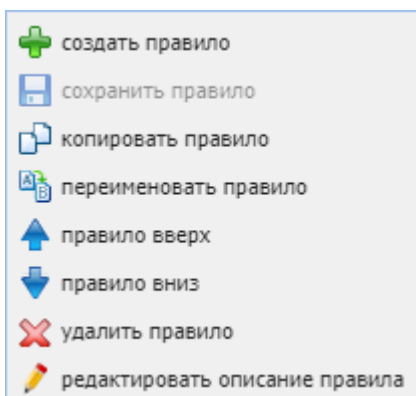 создать правило
сохранить правило
копировать правило
переименовать правило
правило вверх
правило вниз
удалить правило
редактировать описание правила